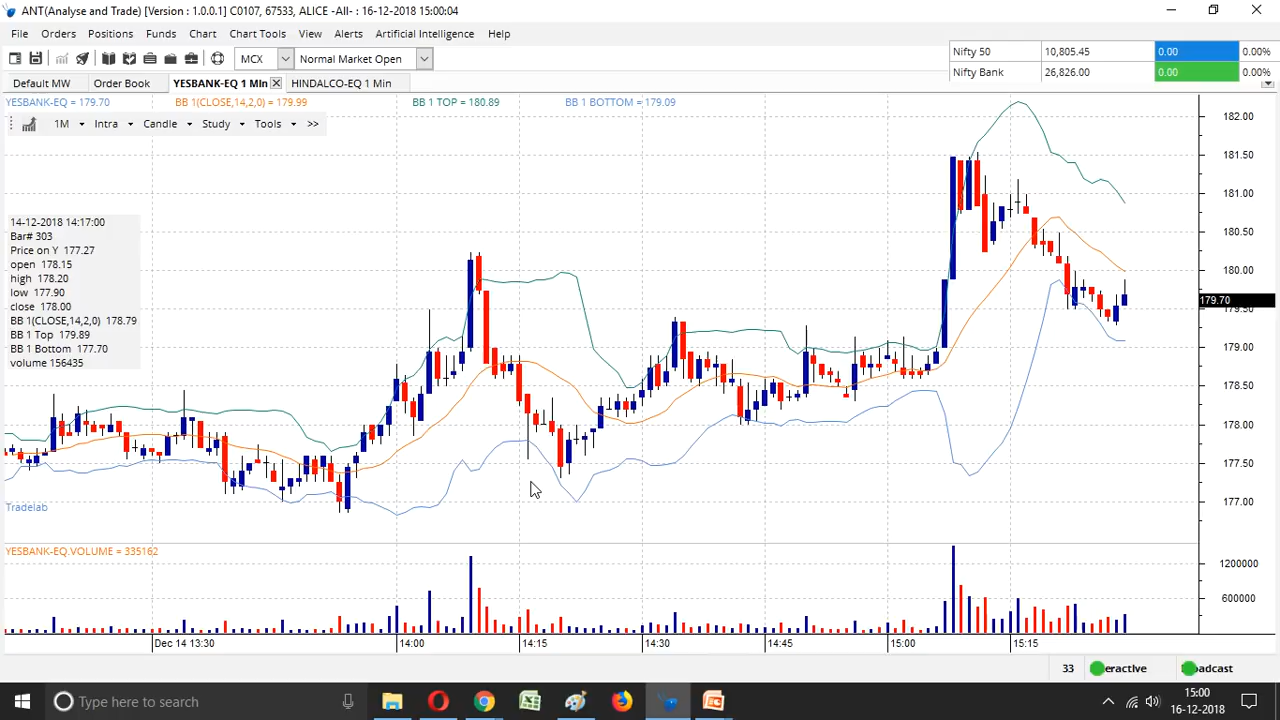 ANT(Analyse and Trade) [Version : 1.0.0.1] C0107, 67533, ALICE -All- : 16-12-2018 15:00:04
File Orders Positions Funds Chart Chart Tools View Alerts Artificial Intelligence Help
MCX Normal Market Open
Nifty 50 10,805.45 0.00 0.00%
Nifty Bank 26,826.00 0.00 0.00%
Default MW Order Book YESBANK-EQ 1 Min HINDALCO-EQ 1 Min
YESBANK-EQ = 179.70 BB 1(CLOSE,14,2,0) = 179.99 BB 1 TOP = 180.89 BB 1 BOTTOM = 179.09
1M Intra Candle Study Tools >>
182.00
181.50
181.00
180.50
180.00
179.70
179.50
179.00
178.50
178.00
177.50
177.00
14-12-2018 14:17:00
Bar# 303
Price on Y 177.27
open 178.15
high 178.20
low 177.90
close 178.00
BB 1(CLOSE,14,2,0) 178.79
BB 1 Top 179.89
BB 1 Bottom 177.70
volume 156435
Tradelab
YESBANK-EQ.VOLUME = 335162
1200000
600000
Dec 14 13:30 14:00 14:15 14:30 14:45 15:00 15:15
33 eractive oadcast
Type here to search
15:00
16-12-2018